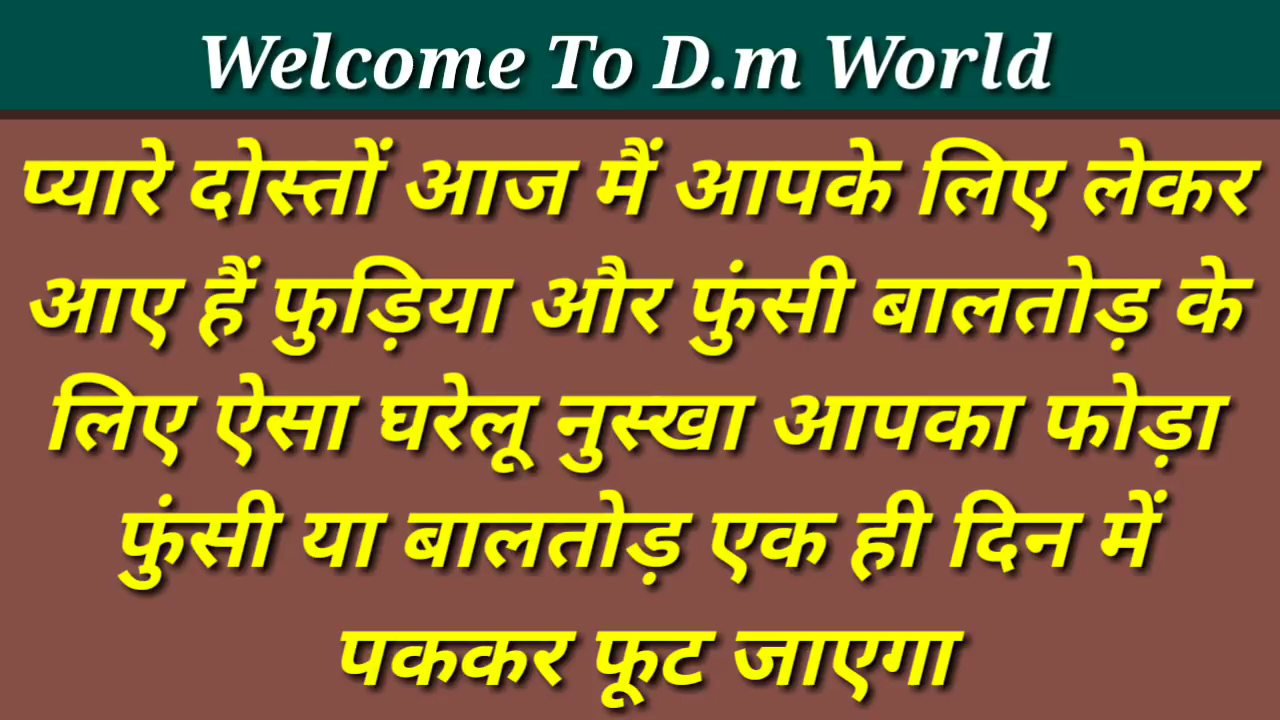 Welcome To D.m World
प्यारे दोस्तों आज मैं आपके लिए लेकर
आए हैं फुड़िया और फुंसी बालतोड़ के
लिए ऐसा घरेलू नुस्खा आपका फोड़ा
फुंसी या बालतोड़ एक ही दिन में
पककर फूट जाएगा